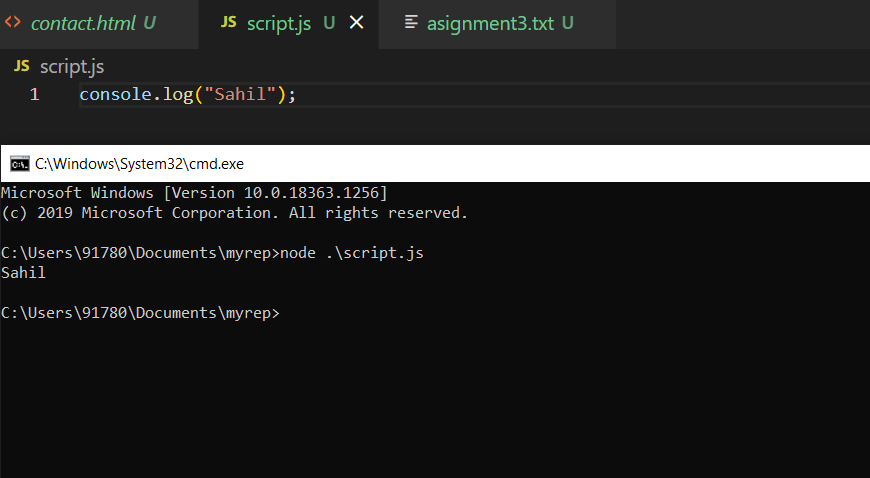 <> contact.html U JS script.js U × asignment3.txt U
JS script.js
1 console.log("Sahil");
C:\Windows\System32\cmd.exe
Microsoft Windows [Version 10.0.18363.1256]
(c) 2019 Microsoft Corporation. All rights reserved.
C:\Users\91780\Documents\myrep>node .\script.js
Sahil
C:\Users\91780\Documents\myrep>